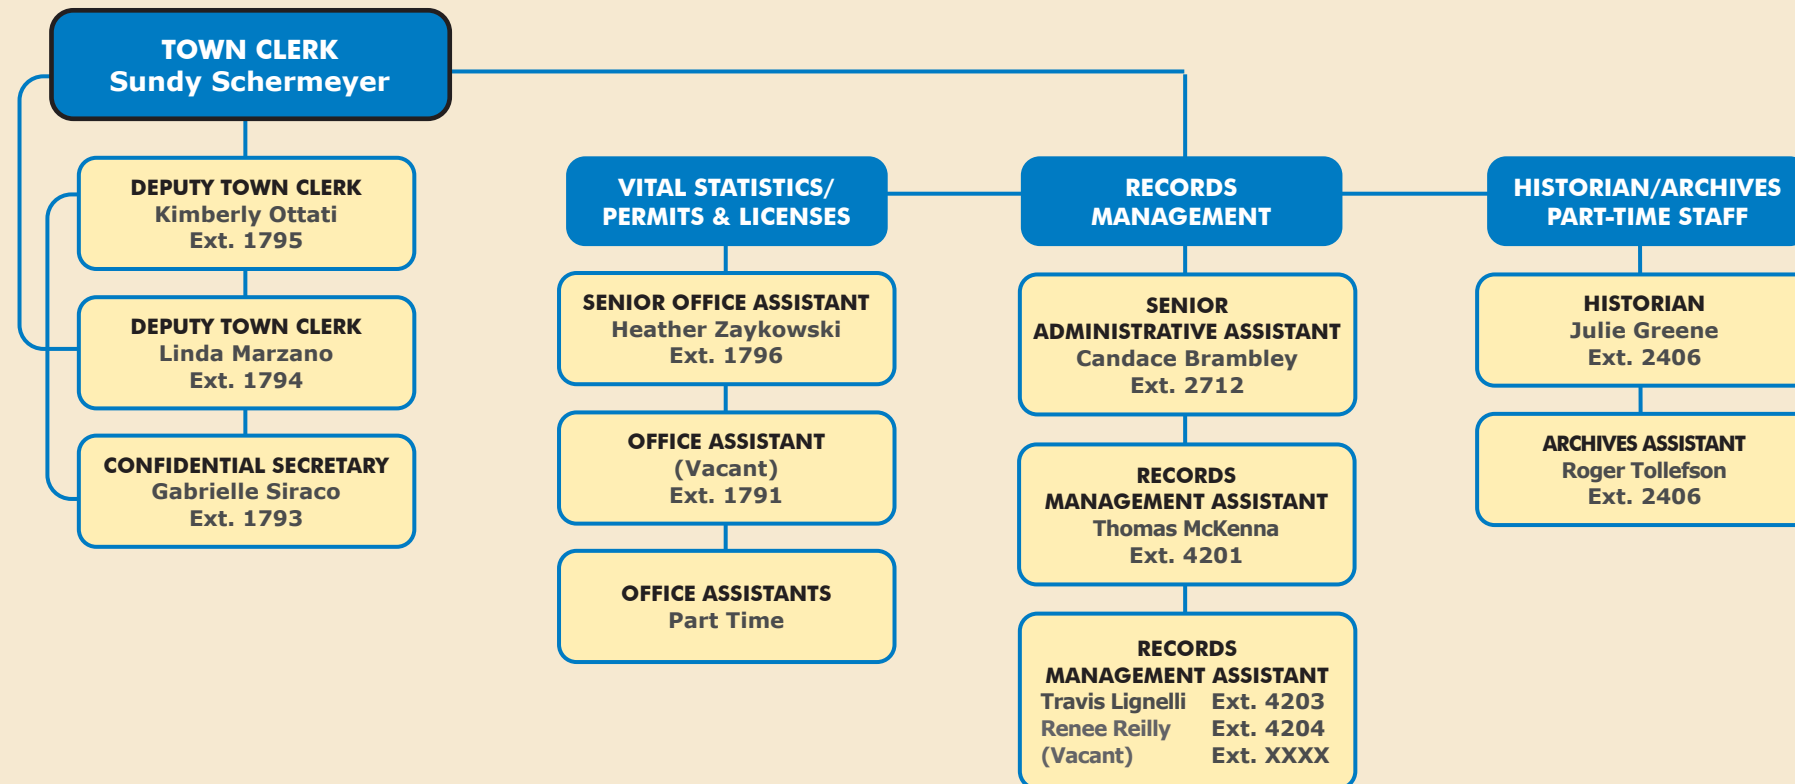 TOWN CLERK
Sundy Schermeyer
DEPUTY TOWN CLERK
Kimberly Ottati
Ext. 1795
DEPUTY TOWN CLERK
Linda Marzano
Ext. 1794
CONFIDENTIAL SECRETARY
Gabrielle Siraco
Ext. 1793
VITAL STATISTICS/
PERMITS & LICENSES
SENIOR OFFICE ASSISTANT
Heather Zaykowski
Ext. 1796
OFFICE ASSISTANT
(Vacant)
Ext. 1791
OFFICE ASSISTANTS
Part Time
RECORDS
MANAGEMENT
SENIOR
ADMINISTRATIVE ASSISTANT
Candace Brambley
Ext. 2712
RECORDS
MANAGEMENT ASSISTANT
Thomas McKenna
Ext. 4201
RECORDS
MANAGEMENT ASSISTANT
Travis Lignelli Ext. 4203
Renee Reilly Ext. 4204
(Vacant) Ext. XXXX
HISTORIAN/ARCHIVES
PART-TIME STAFF
HISTORIAN
Julie Greene
Ext. 2406
ARCHIVES ASSISTANT
Roger Tollefson
Ext. 2406